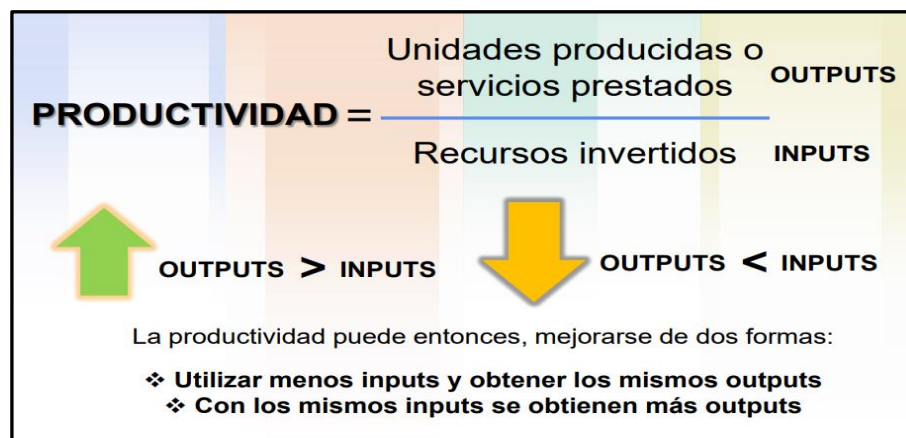 Unidades producidas o
servicios prestados
OUTPUTS
PRODUCTIVIDAD =
Recursos invertidos
INPUTS
OUTPUTS > INPUTS
OUTPUTS < INPUTS
La productividad puede entonces, mejorarse de dos formas:
❖ Utilizar menos inputs y obtener los mismos outputs
❖ Con los mismos inputs se obtienen más outputs